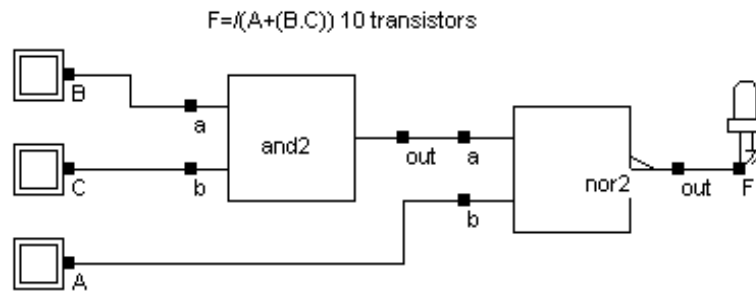 F=/(A+(B.C)) 10 transistors
B
a
and2
out
a
C
b
nor2
out
F
b
A